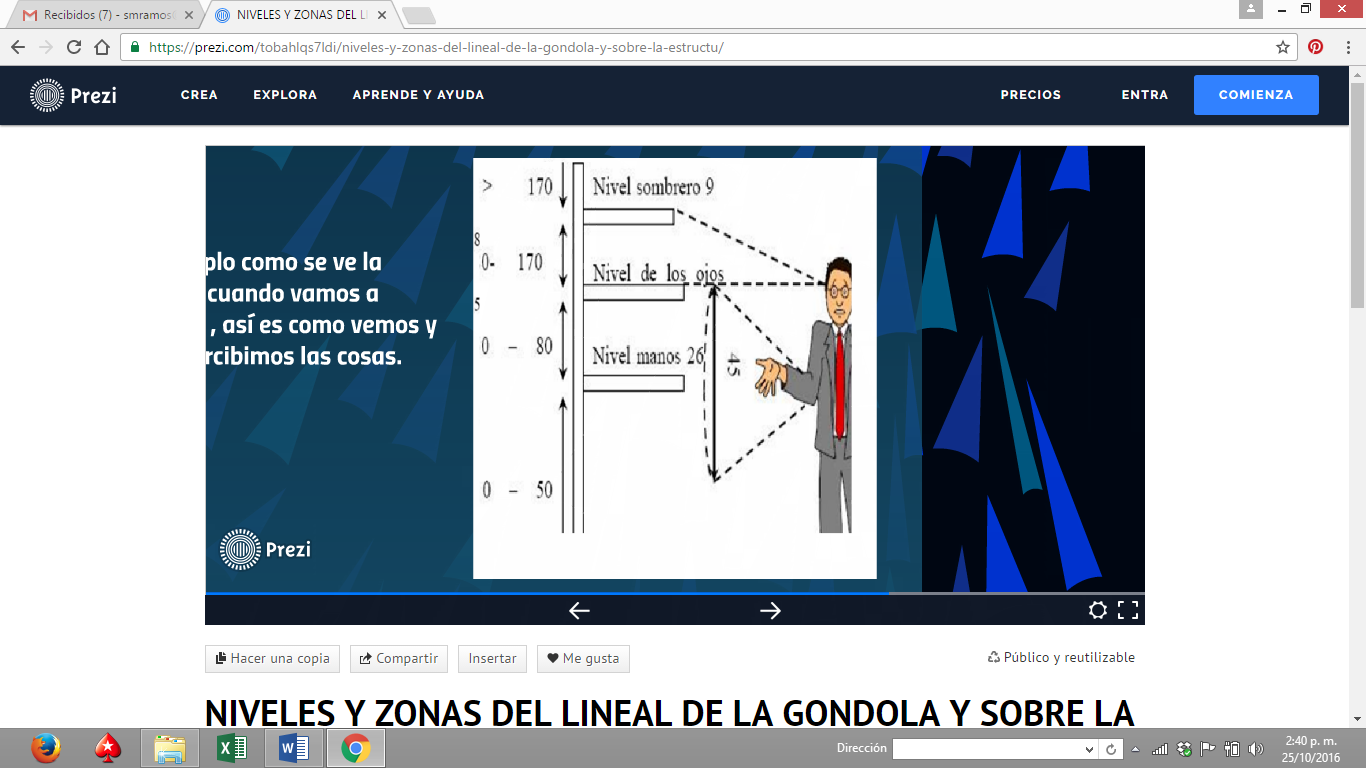 Recibidos (7) - smramos
NIVELES Y ZONAS DEL L
https://prezi.com/tobahlqs7ldi/niveles-y-zonas-del-lineal-de-la-gondola-y-sobre-la-estructu/
Prezi
CREA
EXPLORA
APRENDE Y AYUDA
PRECIOS
ENTRA
COMIENZA
plo como se ve la
cuando vamos a
, así es como vemos y
rcibimos las cosas.
> 170
Nivel sombrero 9
8
0- 170
Nivel de los ojos
5
0 – 80
Nivel manos 26
45
0 – 50
Prezi
Hacer una copia
Compartir
Insertar
Me gusta
Público y reutilizable
NIVELES Y ZONAS DEL LINEAL DE LA GONDOLA Y SOBRE LA
Dirección
2:40 p. m.
25/10/2016